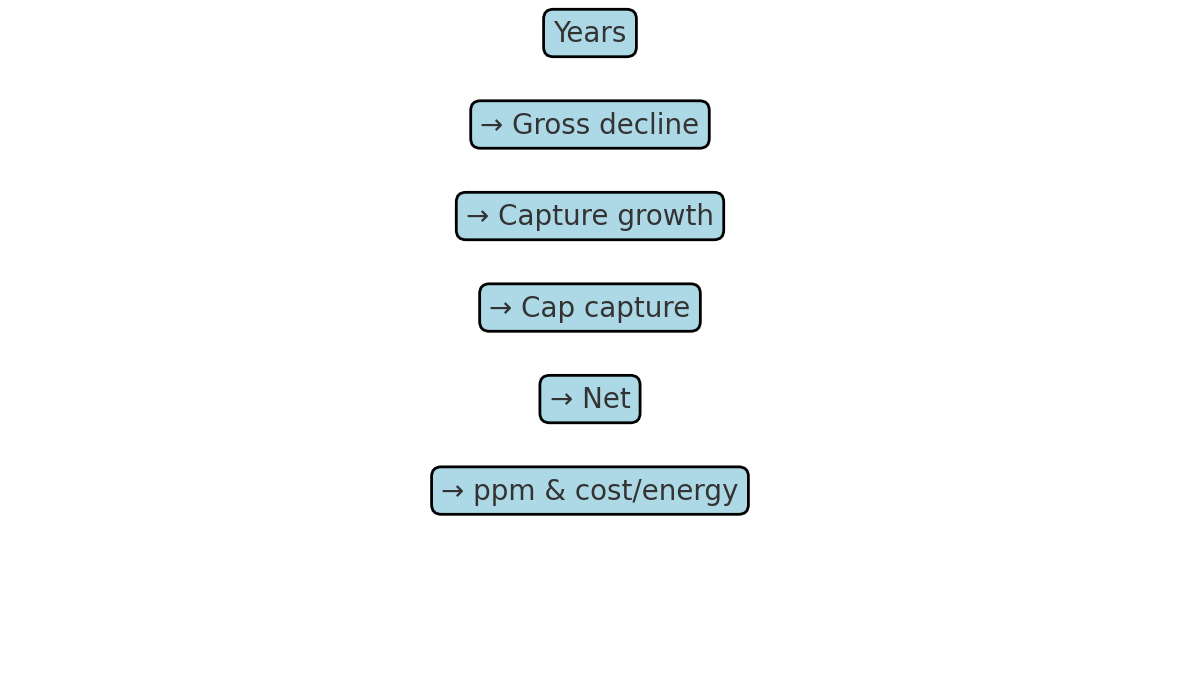 Years
→ Gross decline
→ Capture growth
→ Cap capture
→ Net
→ ppm & cost/energy